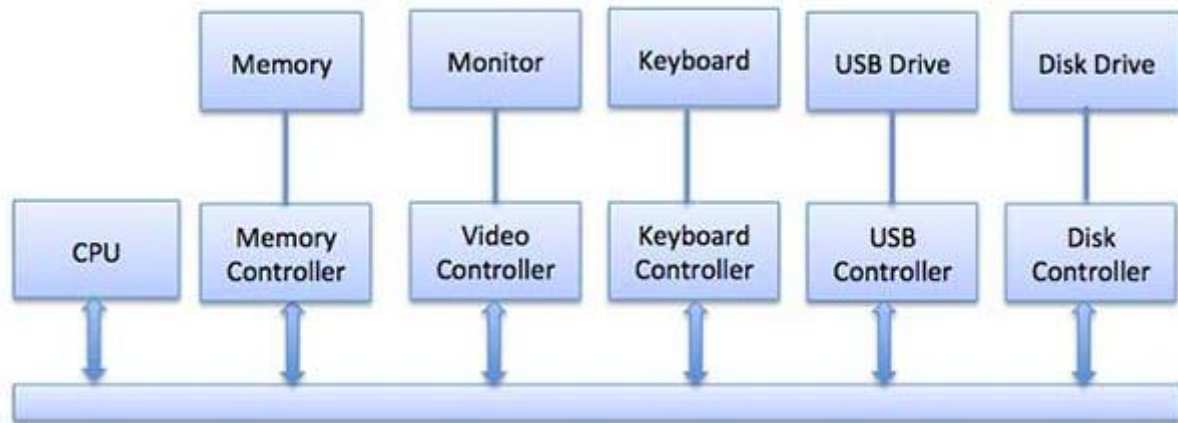 Memory
Monitor
Keyboard
USB Drive
Disk Drive
CPU
Memory
Controller
Video
Controller
Keyboard
Controller
USB
Controller
Disk
Controller